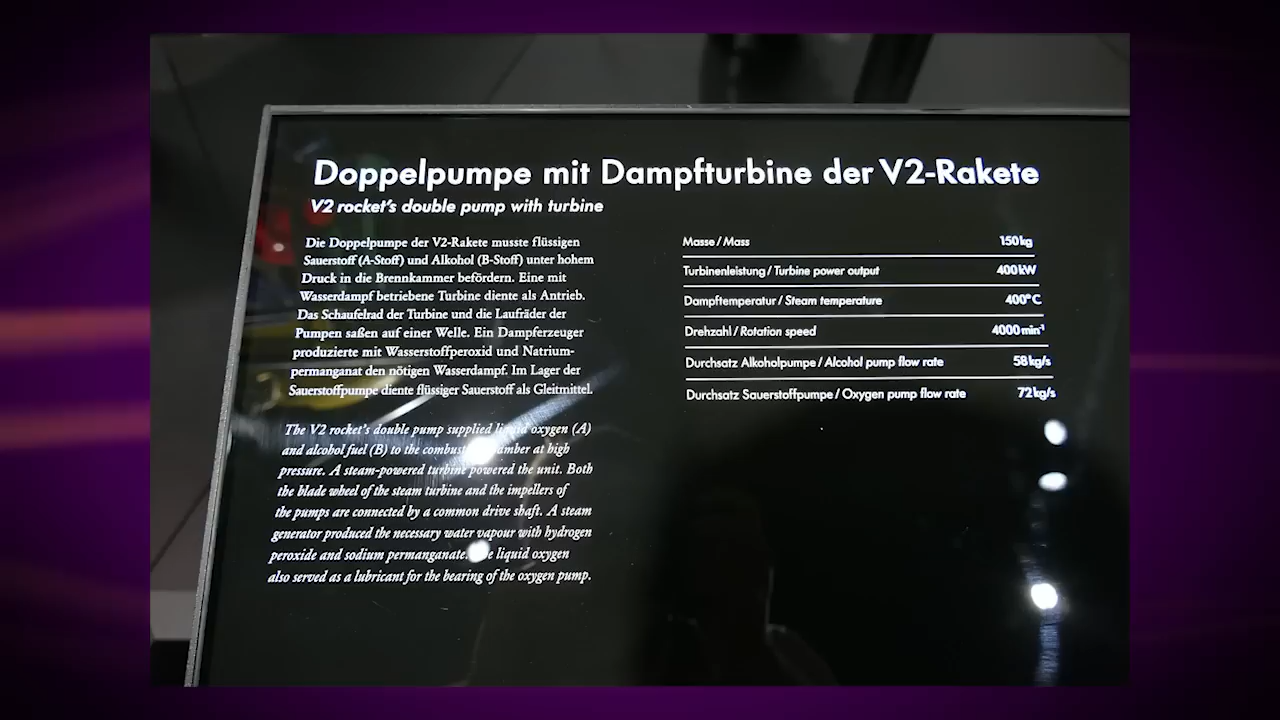 Doppelpumpe mit Dampfturbine der V2-Rakete
V2 rocket's double pump with turbine
Die Doppelpumpe der V2-Rakete musste flüssigen
Sauerstoff (A-Stoff) und Alkohol (B-Stoff) unter hohem
Druck in die Brennkammer befördern. Eine mit
Wasserdampf betriebene Turbine diente als Antrieb.
Das Schaufelrad der Turbine und die Laufräder der
Pumpen saßen auf einer Welle. Ein Dampferzeuger
produzierte mit Wasserstoffperoxid und Natrium-
permanganat den nötigen Wasserdampf. Im Lager der
Sauerstoffpumpe diente flüssiger Sauerstoff als Gleitmittel.
The V2 rocket's double pump supplied liquid oxygen (A)
and alcohol fuel (B) to the combustion chamber at high
pressure. A steam-powered turbine powered the unit. Both
the blade wheel of the steam turbine and the impellers of
the pumps are connected by a common drive shaft. A steam
generator produced the necessary water vapour with hydrogen
peroxide and sodium permanganate. The liquid oxygen
also served as a lubricant for the bearing of the oxygen pump.
Masse / Mass 150 kg
Turbinenleistung / Turbine power output 400 kW
Dampftemperatur / Steam temperature 400° C
Drehzahl / Rotation speed 4000 min⁻¹
Durchsatz Alkoholpumpe / Alcohol pump flow rate 58 kg/s
Durchsatz Sauerstoffpumpe / Oxygen pump flow rate 72 kg/s